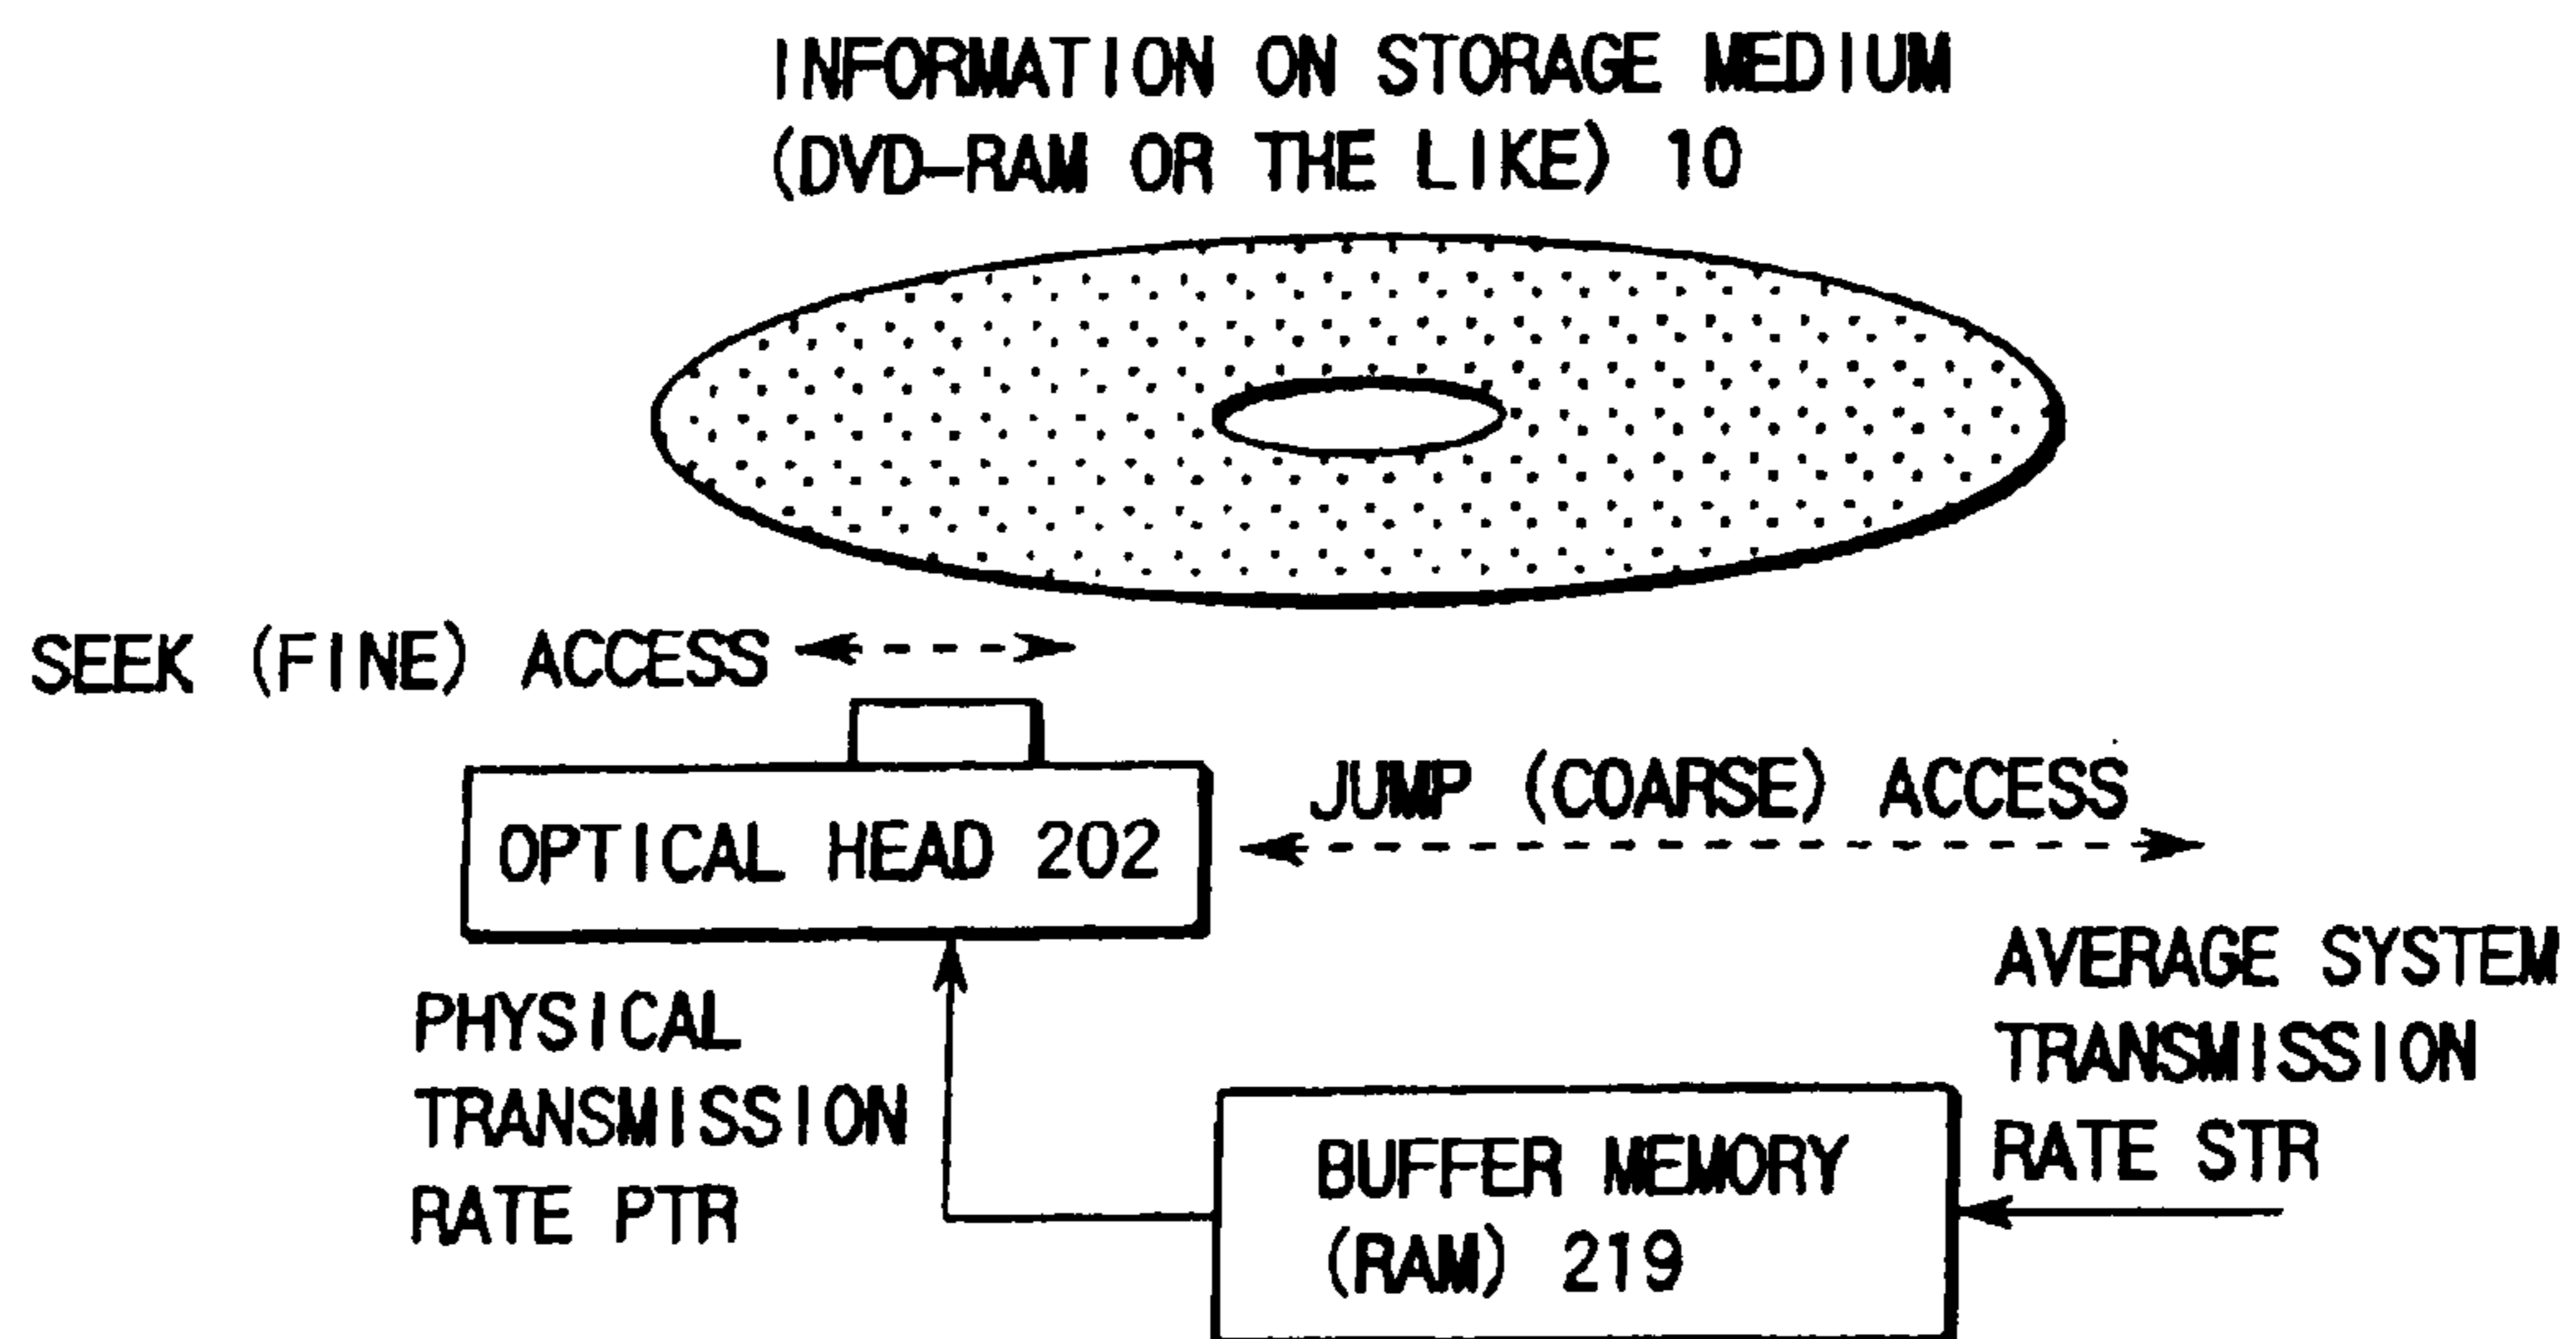 INFORMATION ON STORAGE MEDIUM
(DVD-RAM OR THE LIKE) 10
SEEK (FINE) ACCESS
OPTICAL HEAD 202
JUMP (COARSE) ACCESS
PHYSICAL
TRANSMISSION
RATE PTR
AVERAGE SYSTEM
TRANSMISSION
RATE STR
BUFFER MEMORY
(RAM) 219